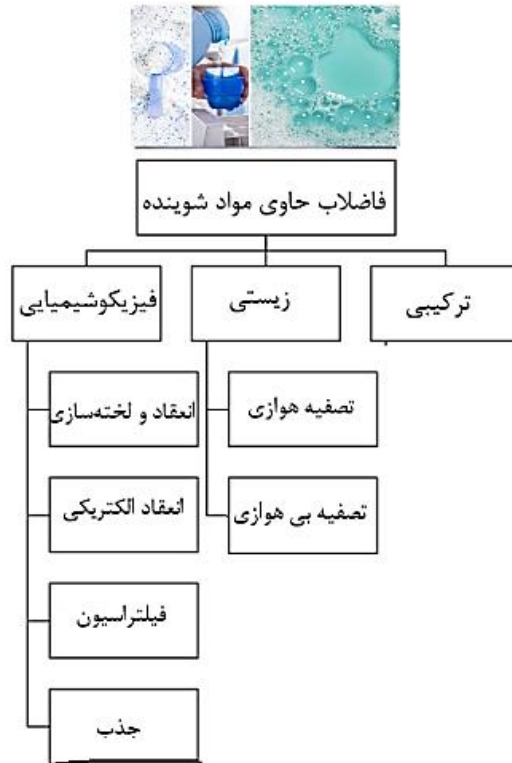 فاضلاب حاوی مواد شوینده
ترکیبی
زیستی
فیزیکوشیمیایی
تصفیه هوازی
تصفیه بی هوازی
انعقاد و لخته‌سازی
انعقاد الکتریکی
فیلتراسیون
جذب